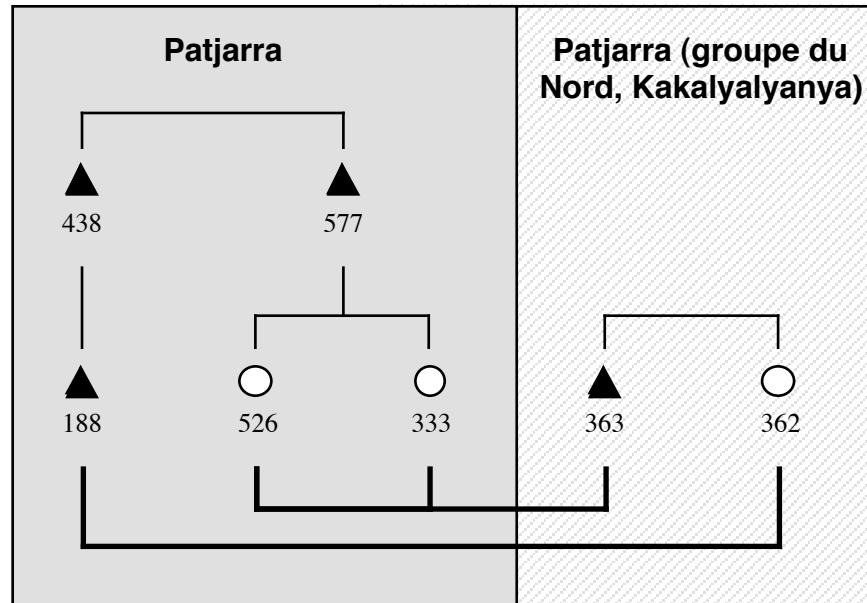 Patjarra
Patjarra (groupe du
Nord, Kakalyalyanya)
438
577
188
526
333
363
362